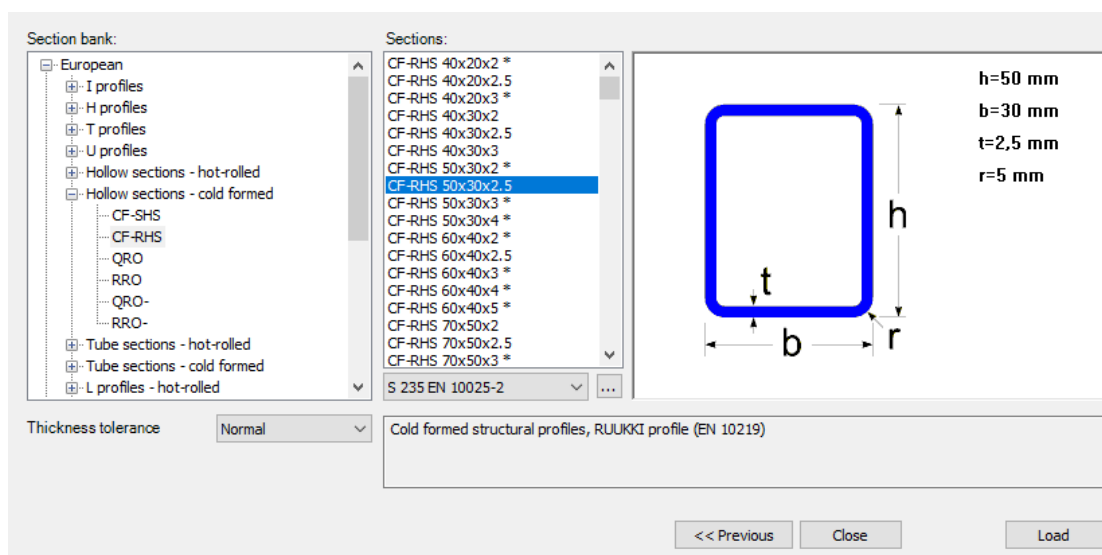 Section bank:
European
I profiles
H profiles
T profiles
U profiles
Hollow sections - hot-rolled
Hollow sections - cold formed
CF-SHS
CF-RHS
QRO
RRO
QRO-
RRO-
Tube sections - hot-rolled
Tube sections - cold formed
L profiles - hot-rolled
Sections:
CF-RHS 40x20x2 *
CF-RHS 40x20x2.5
CF-RHS 40x20x3 *
CF-RHS 40x30x2
CF-RHS 40x30x2.5
CF-RHS 40x30x3
CF-RHS 50x30x2 *
CF-RHS 50x30x2.5
CF-RHS 50x30x3 *
CF-RHS 50x30x4 *
CF-RHS 60x40x2 *
CF-RHS 60x40x2.5
CF-RHS 60x40x3 *
CF-RHS 60x40x4 *
CF-RHS 60x40x5 *
CF-RHS 70x50x2
CF-RHS 70x50x2.5
CF-RHS 70x50x3 *
S 235 EN 10025-2
...
h=50 mm
b=30 mm
t=2,5 mm
r=5 mm
h
t
b
r
Thickness tolerance
Normal
Cold formed structural profiles, RUUKKI profile (EN 10219)
<< Previous
Close
Load